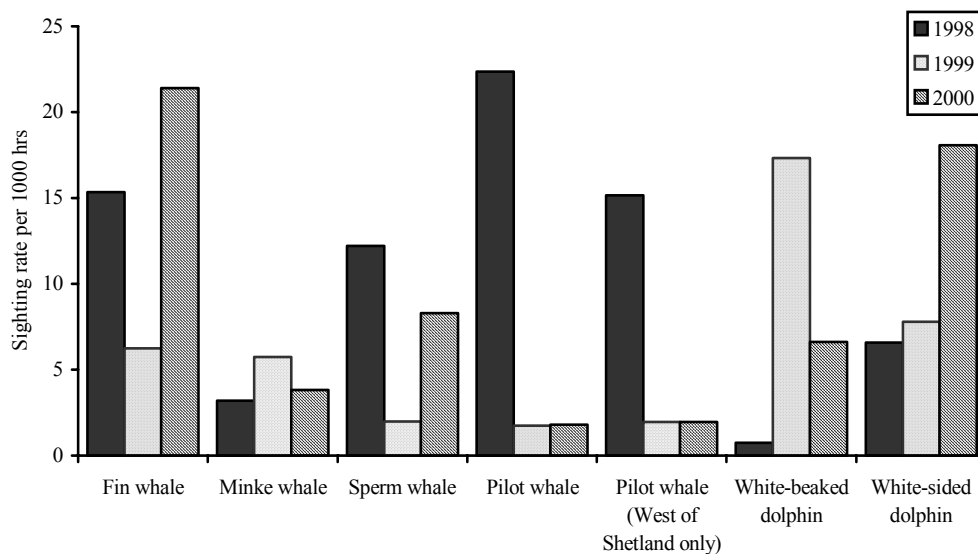 25
20
15
10
5
0
Sighting rate per 1000 hrs
1998
1999
2000
Fin whale
Minke whale
Sperm whale
Pilot whale
Pilot whale
(West of
Shetland only)
White-beaked
dolphin
White-sided
dolphin